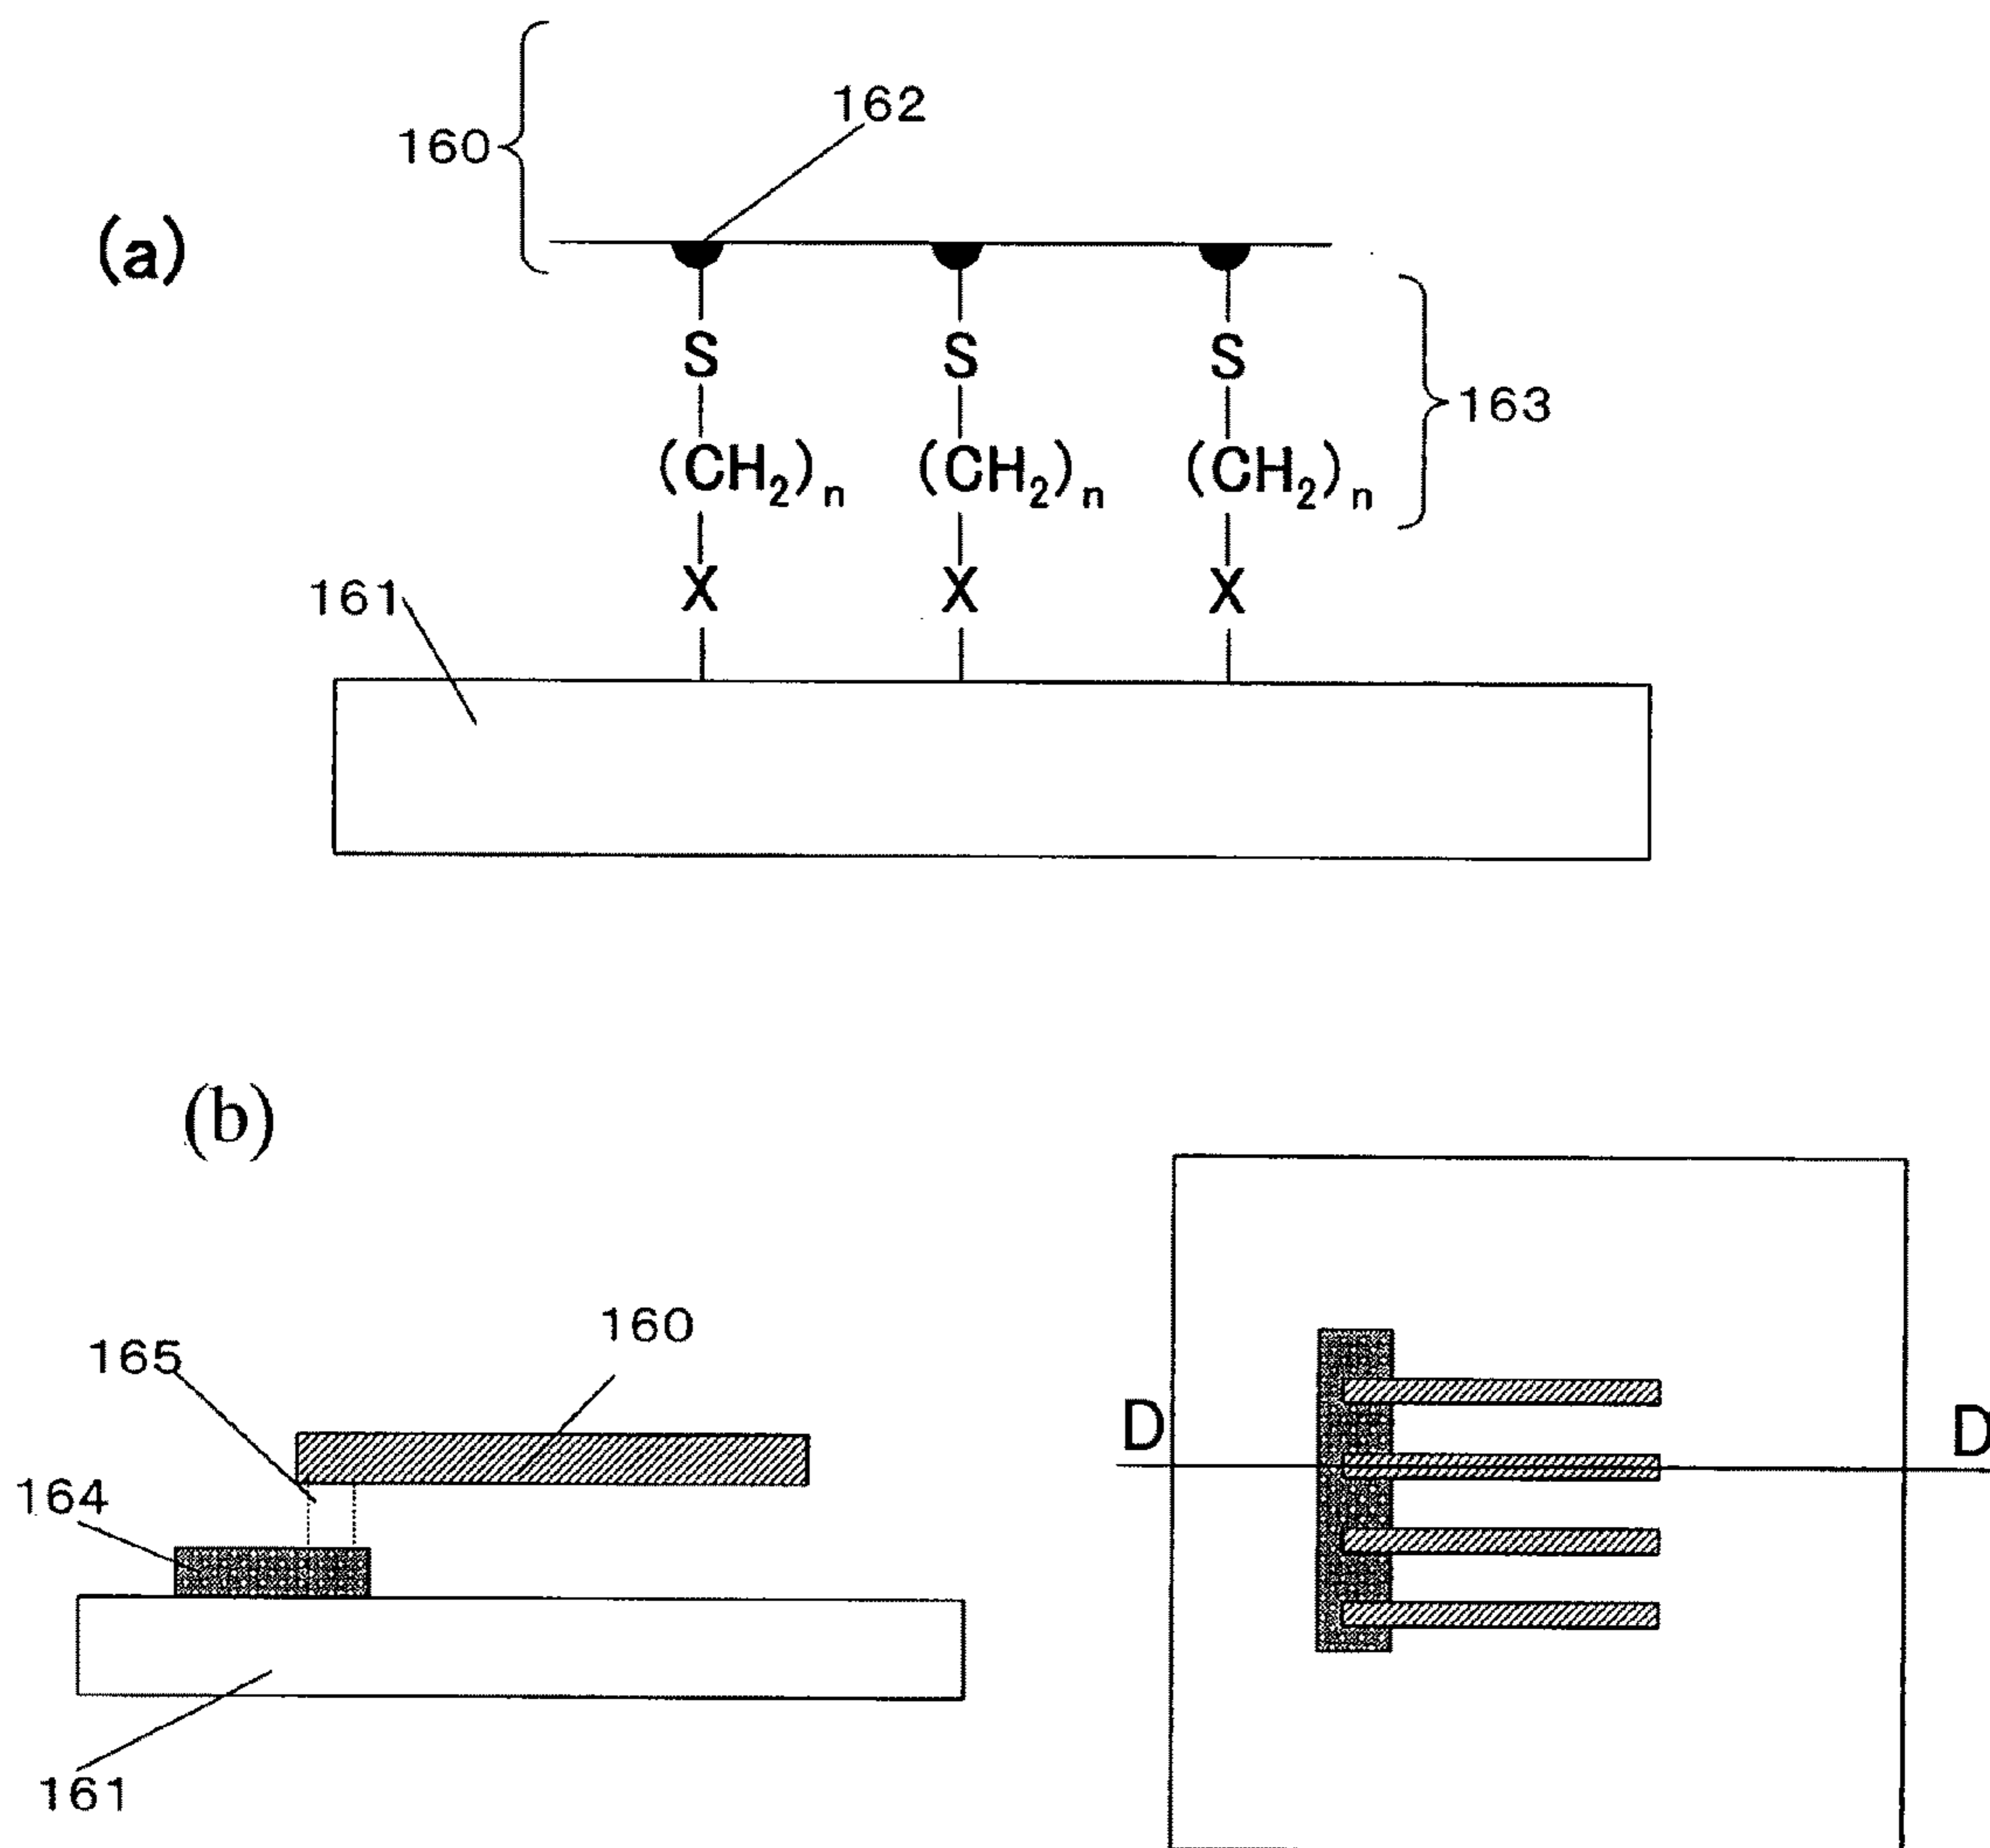 160
162
(a)
S S S
163
(CH₂)ₙ (CH₂)ₙ (CH₂)ₙ
X X X
161
(b)
160
165
164
161
D D